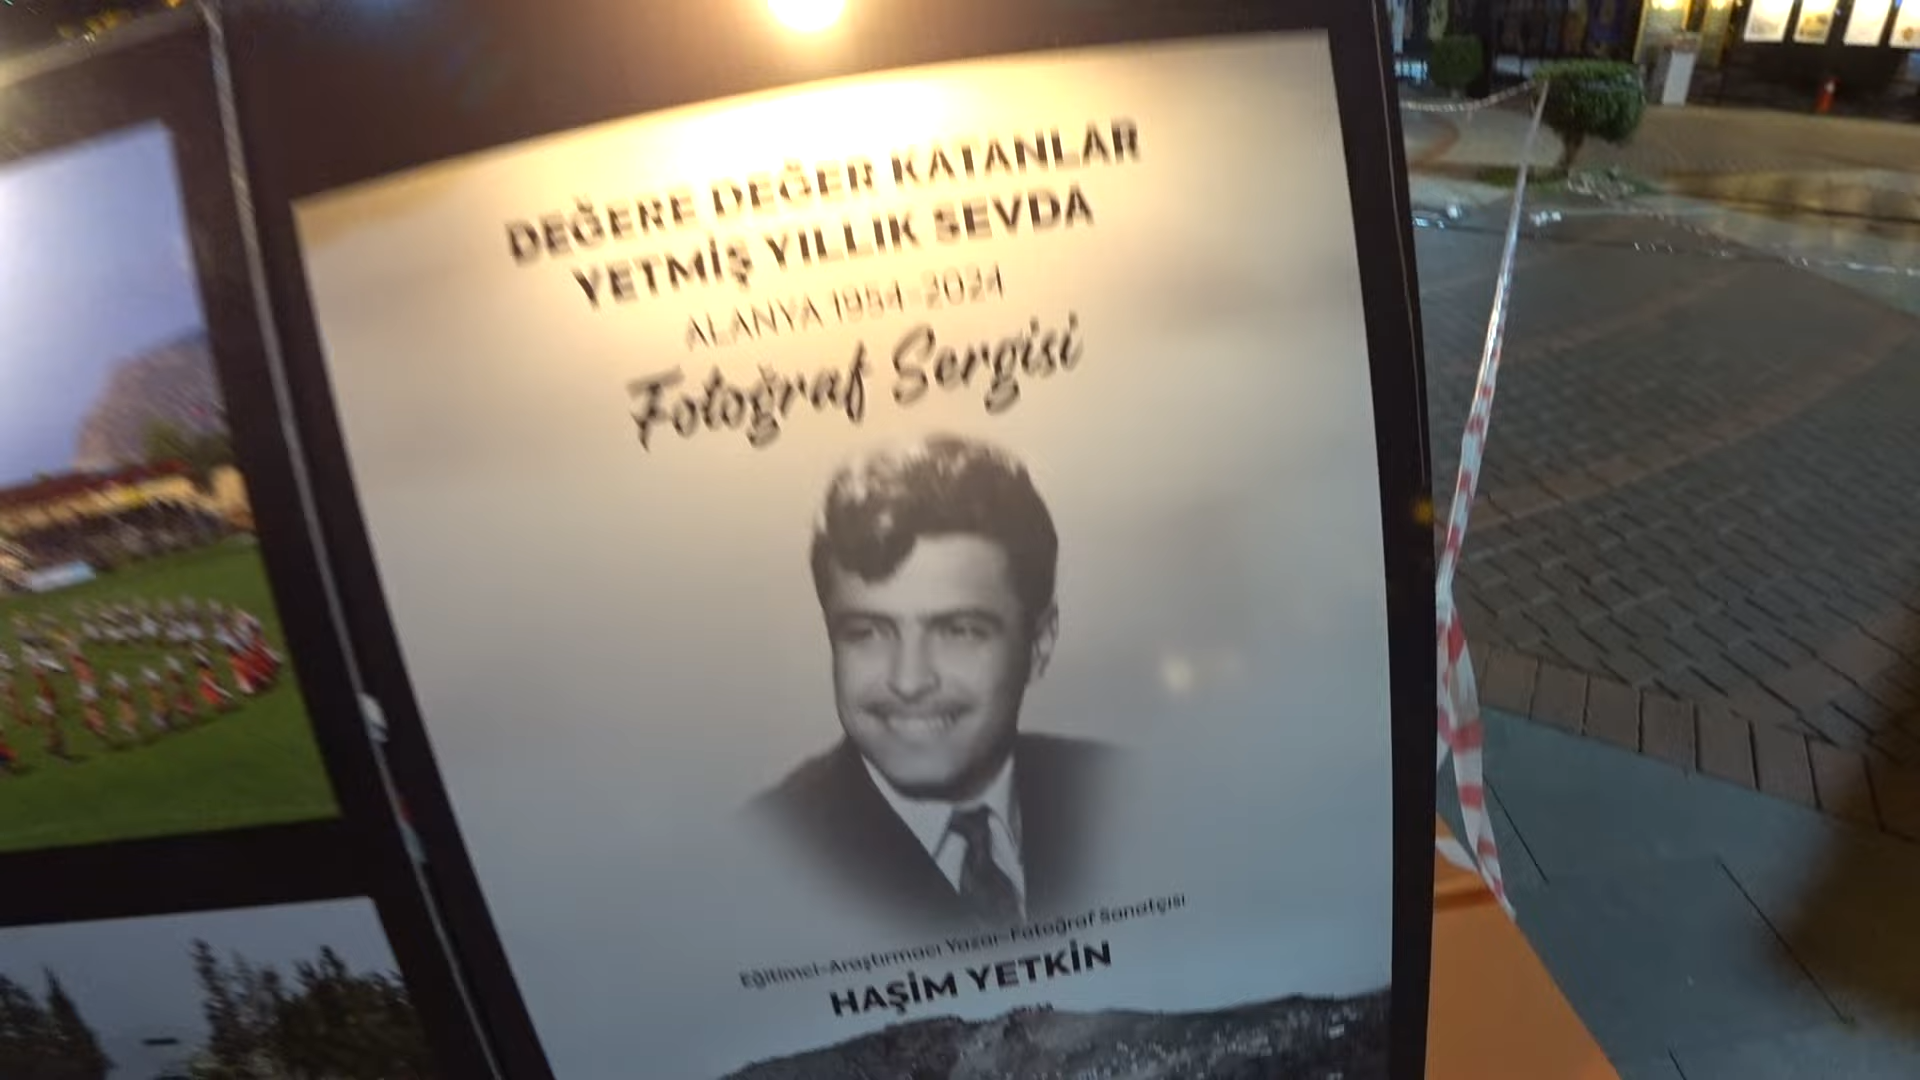 DEĞERE DEĞER KATANLAR
YETMİŞ YILLIK SEVDA
ALANYA 1954-2024
Fotoğraf Sergisi
Eğitimci-Araştırmacı Yazar-Fotoğraf Sanatçısı
HAŞİM YETKİN